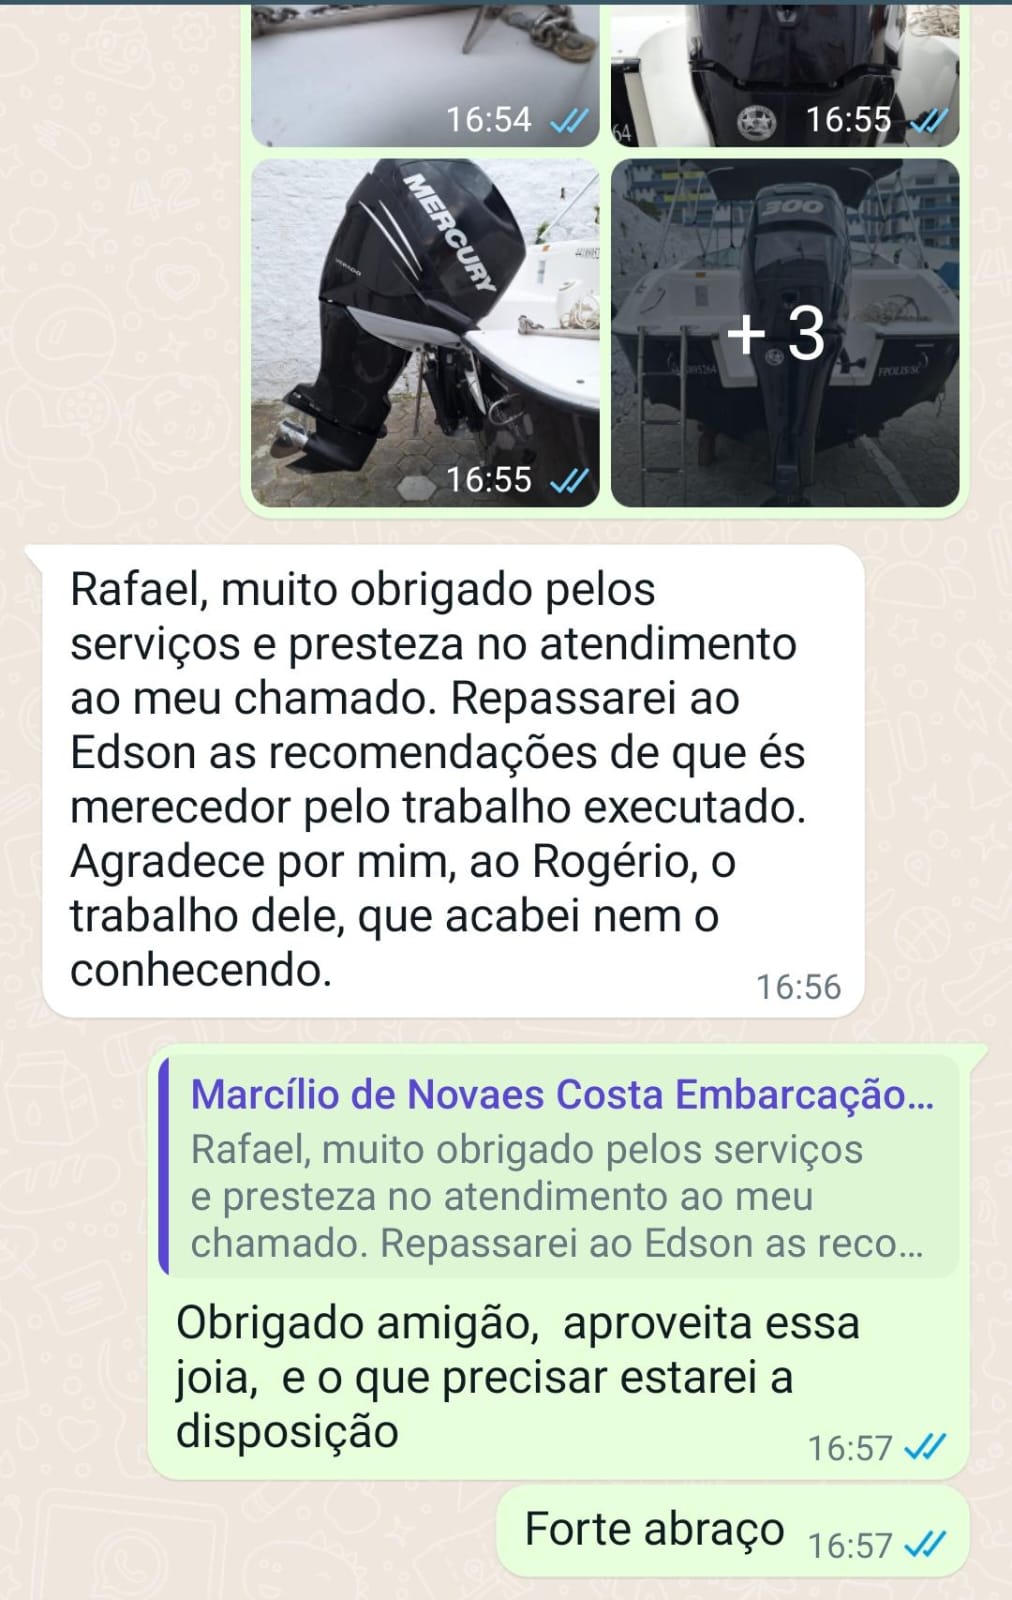 16:54
64
16:55
MERCURY
VERADO
16:55
300
+ 3
FPOLIS/SC
Rafael, muito obrigado pelos
serviços e presteza no atendimento
ao meu chamado. Repassarei ao
Edson as recomendações de que és
merecedor pelo trabalho executado.
Agradece por mim, ao Rogério, o
trabalho dele, que acabei nem o
conhecendo.
16:56
Marcílio de Novaes Costa Embarcação...
Rafael, muito obrigado pelos serviços
e presteza no atendimento ao meu
chamado. Repassarei ao Edson as reco...
Obrigado amigão, aproveita essa
joia, e o que precisar estarei a
disposição
16:57
Forte abraço 16:57